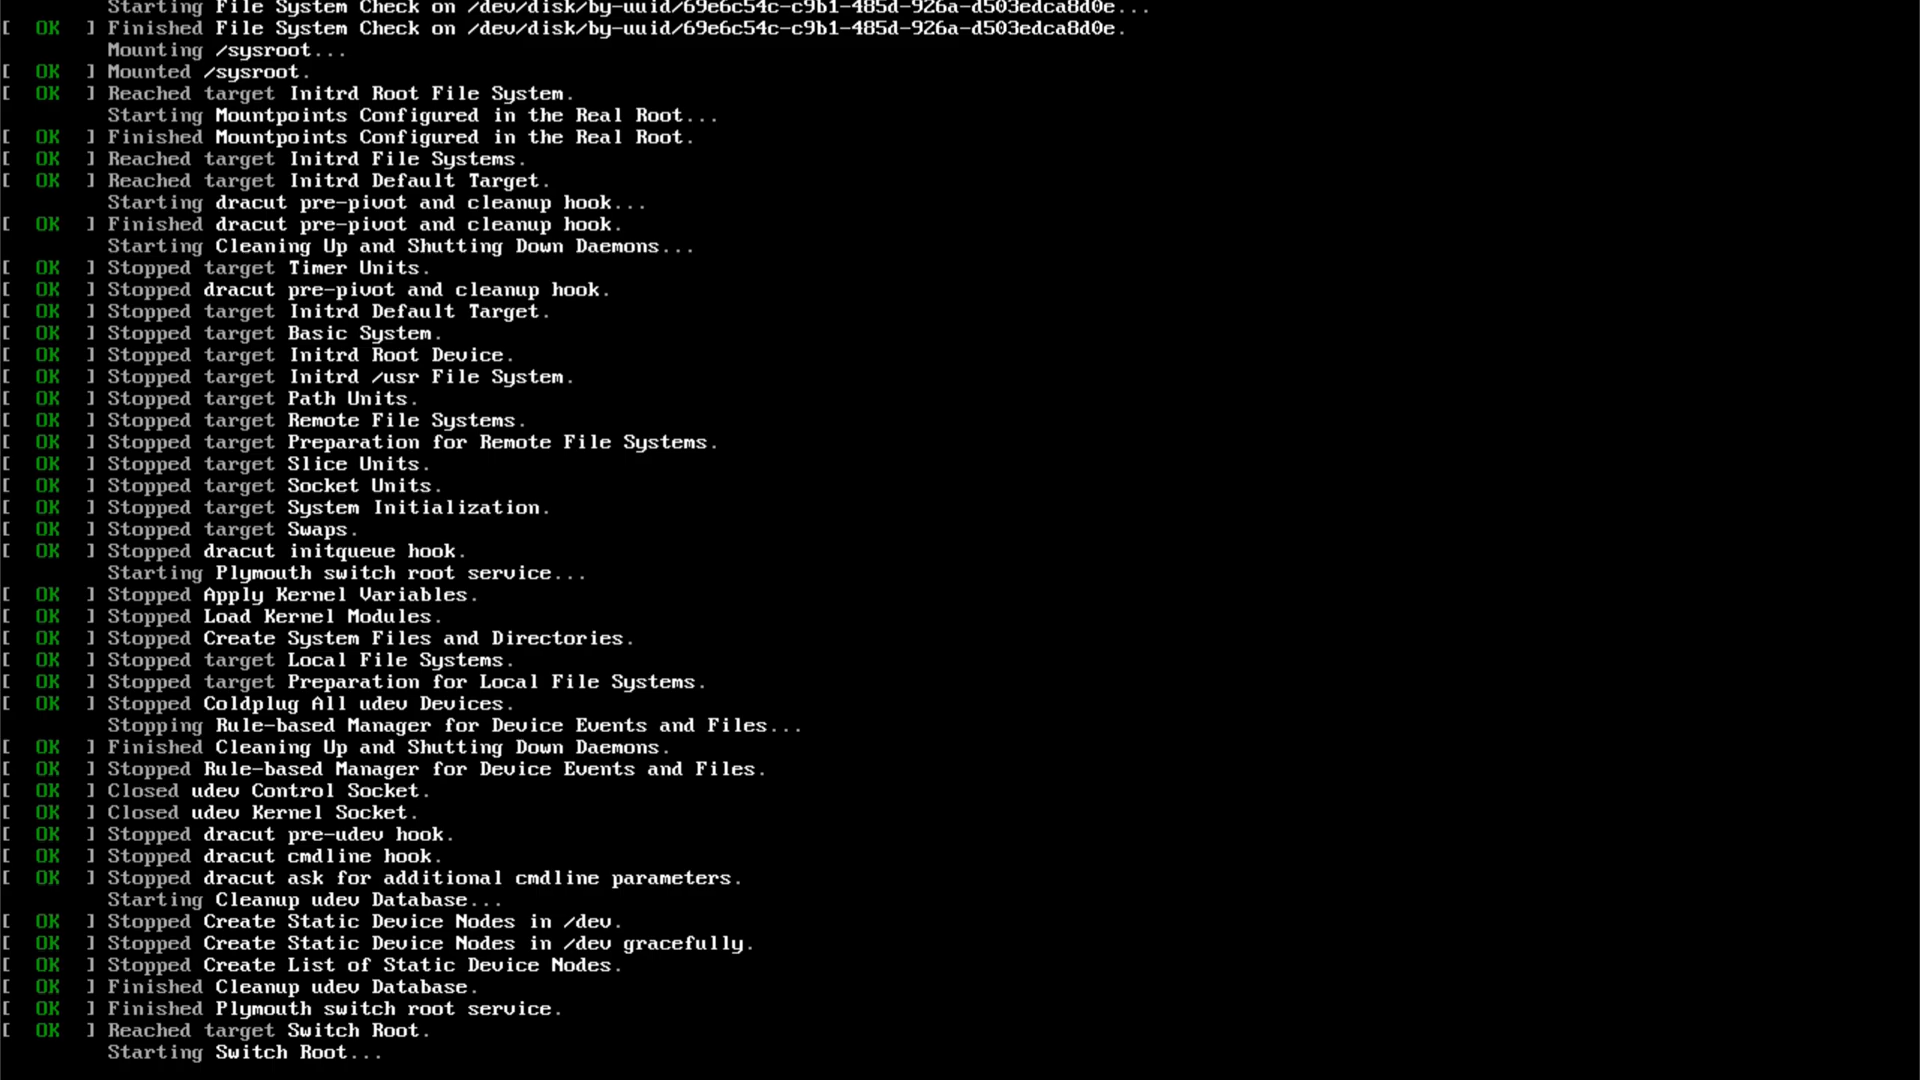 Starting File System Check on /dev/disk/by-uuid/69e6c54c-c9b1-485d-926a-d503edca8d0e...
[  OK  ] Finished File System Check on /dev/disk/by-uuid/69e6c54c-c9b1-485d-926a-d503edca8d0e.
Mounting /sysroot...
[  OK  ] Mounted /sysroot.
[  OK  ] Reached target Initrd Root File System.
Starting Mountpoints Configured in the Real Root...
[  OK  ] Finished Mountpoints Configured in the Real Root.
[  OK  ] Reached target Initrd File Systems.
[  OK  ] Reached target Initrd Default Target.
Starting dracut pre-pivot and cleanup hook...
[  OK  ] Finished dracut pre-pivot and cleanup hook.
Starting Cleaning Up and Shutting Down Daemons...
[  OK  ] Stopped target Timer Units.
[  OK  ] Stopped dracut pre-pivot and cleanup hook.
[  OK  ] Stopped target Initrd Default Target.
[  OK  ] Stopped target Basic System.
[  OK  ] Stopped target Initrd Root Device.
[  OK  ] Stopped target Initrd /usr File System.
[  OK  ] Stopped target Path Units.
[  OK  ] Stopped target Remote File Systems.
[  OK  ] Stopped target Preparation for Remote File Systems.
[  OK  ] Stopped target Slice Units.
[  OK  ] Stopped target Socket Units.
[  OK  ] Stopped target System Initialization.
[  OK  ] Stopped target Swaps.
[  OK  ] Stopped dracut initqueue hook.
Starting Plymouth switch root service...
[  OK  ] Stopped Apply Kernel Variables.
[  OK  ] Stopped Load Kernel Modules.
[  OK  ] Stopped Create System Files and Directories.
[  OK  ] Stopped target Local File Systems.
[  OK  ] Stopped target Preparation for Local File Systems.
[  OK  ] Stopped Coldplug All udev Devices.
Stopping Rule-based Manager for Device Events and Files...
[  OK  ] Finished Cleaning Up and Shutting Down Daemons.
[  OK  ] Stopped Rule-based Manager for Device Events and Files.
[  OK  ] Closed udev Control Socket.
[  OK  ] Closed udev Kernel Socket.
[  OK  ] Stopped dracut pre-udev hook.
[  OK  ] Stopped dracut cmdline hook.
[  OK  ] Stopped dracut ask for additional cmdline parameters.
Starting Cleanup udev Database...
[  OK  ] Stopped Create Static Device Nodes in /dev.
[  OK  ] Stopped Create Static Device Nodes in /dev gracefully.
[  OK  ] Stopped Create List of Static Device Nodes.
[  OK  ] Finished Cleanup udev Database.
[  OK  ] Finished Plymouth switch root service.
[  OK  ] Reached target Switch Root.
Starting Switch Root...